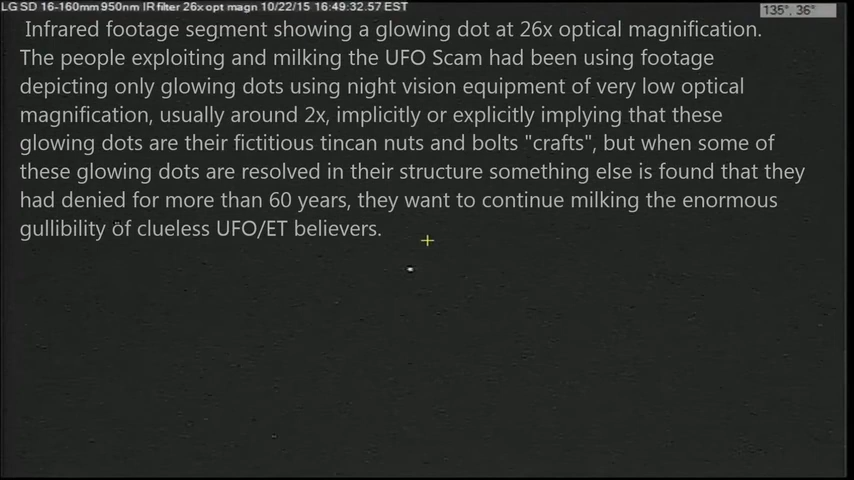 LG SD 16-160mm 950nm IR filter 26x opt magn 10/22/15 16:49:32.57 EST
135°, 36°
Infrared footage segment showing a glowing dot at 26x optical magnification.
The people exploiting and milking the UFO Scam had been using footage
depicting only glowing dots using night vision equipment of very low optical
magnification, usually around 2x, implicitly or explicitly implying that these
glowing dots are their fictitious tincan nuts and bolts "crafts", but when some of
these glowing dots are resolved in their structure something else is found that they
had denied for more than 60 years, they want to continue milking the enormous
gullibility of clueless UFO/ET believers.